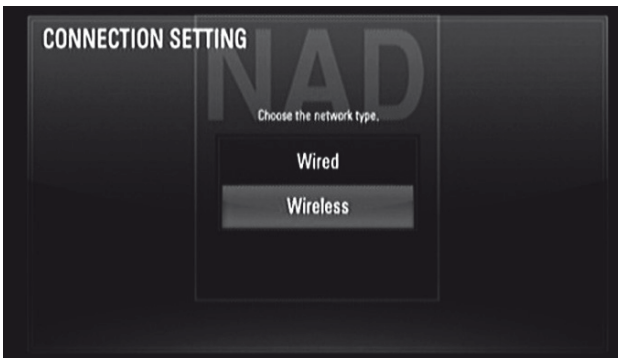 CONNECTION SETTING
NAD
Choose the network type.
Wired
Wireless